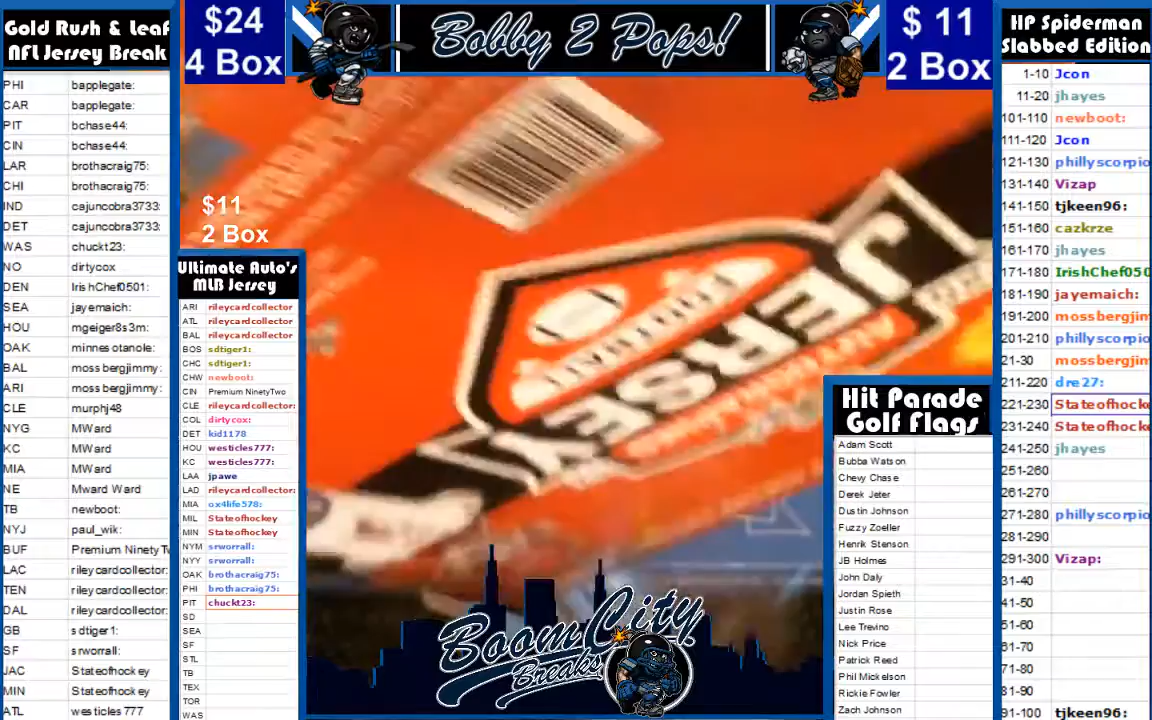 Gold Rush & Leaf
NFL Jersey Break
PHI bapplegate:
CAR bapplegate:
PIT bchase44:
CIN bchase44:
LAR brothacraig75:
CHI brothacraig75:
IND cajuncobra3733:
DET cajuncobra3733:
WAS chuckt23:
NO dirtycox
DEN IrishChef0501:
SEA jayemaich:
HOU mgeiger8s3m:
OAK minnesotanole:
BAL mossbergjimmy:
ARI mossbergjimmy:
CLE murphj48
NYG MWard
KC MWard
MIA MWard
NE Mward Ward
TB newboot:
NYJ paul_wik:
BUF Premium NinetyTw
LAC rileycardcollector:
TEN rileycardcollector:
DAL rileycardcollector:
GB sdtiger1:
SF srworrall:
JAC Stateofhockey
MIN Stateofhockey
ATL westicles777
$24
4 Box
Bobby 2 Pops!
$ 11
2 Box
$11
2 Box
JERSEY
Ultimate Auto's
MLB Jersey
ARI rileycardcollector
ATL rileycardcollector
BAL rileycardcollector
BOS sdtiger1:
CHC sdtiger1:
CHW newboot:
CIN Premium NinetyTwo
CLE rileycardcollector:
COL dirtycox:
DET kid1178
HOU westicles777:
KC westicles777:
LAA jpawe
LAD rileycardcollector:
MIA ox4life578:
MIL Stateofhockey
MIN Stateofhockey
NYM srworrall:
NYY srworrall:
OAK brothacraig75:
PHI brothacraig75:
PIT chuckt23:
SD
SEA
SF
STL
TB
TEX
TOR
WAS
Boom City
Breaks
Hit Parade
Golf Flags
Adam Scott
Bubba Watson
Chevy Chase
Derek Jeter
Dustin Johnson
Fuzzy Zoeller
Henrik Stenson
JB Holmes
John Daly
Jordan Spieth
Justin Rose
Lee Trevino
Nick Price
Patrick Reed
Phil Mickelson
Rickie Fowler
Zach Johnson
HP Spiderman
Slabbed Edition
1-10 Jcon
11-20 jhayes
101-110 newboot:
111-120 Jcon
121-130 phillyscorpio
131-140 Vizap
141-150 tjkeen96:
151-160 cazkrze
161-170 jhayes
171-180 IrishChef050
181-190 jayemaich:
191-200 mossbergjim
201-210 phillyscorpio
21-30 mossbergjim
211-220 dre27:
221-230 Stateofhocke
231-240 Stateofhocke
241-250 jhayes
251-260
261-270
271-280 phillyscorpio
281-290
291-300 Vizap:
31-40
41-50
51-60
61-70
71-80
81-90
91-100 tjkeen96: